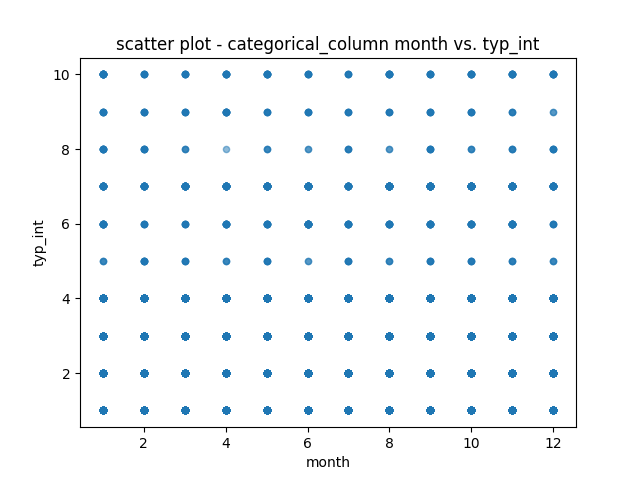 scatter plot - categorical_column month vs. typ_int
10
8
6
4
2
typ_int
2 4 6 8 10 12
month